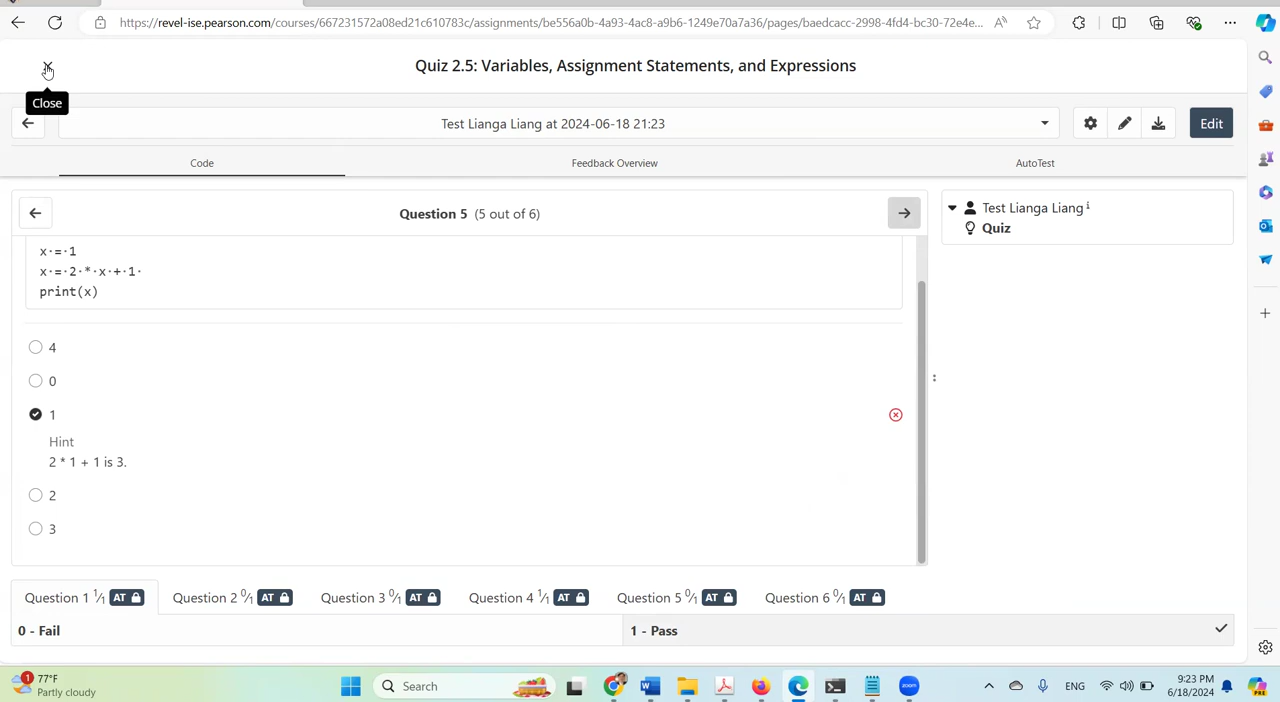 https://revel-ise.pearson.com/courses/667231572a08ed21c610783c/assignments/be556a0b-4a93-4ac8-a9b6-1249e70a7a36/pages/baedcacc-2998-4fd4-bc30-72e4e...
Quiz 2.5: Variables, Assignment Statements, and Expressions
Close
Test Lianga Liang at 2024-06-18 21:23
Edit
Code
Feedback Overview
AutoTest
Question 5 (5 out of 6)
Test Lianga Liang i
Quiz
x·=·1
x·=·2·*·x·+·1·
print(x)
4
0
1
Hint
2 * 1 + 1 is 3.
2
3
Question 1 1/1 AT
Question 2 0/1 AT
Question 3 0/1 AT
Question 4 1/1 AT
Question 5 0/1 AT
Question 6 0/1 AT
0 - Fail
1 - Pass
1
77°F
Partly cloudy
Search
zoom
ENG
9:23 PM
6/18/2024
PRE